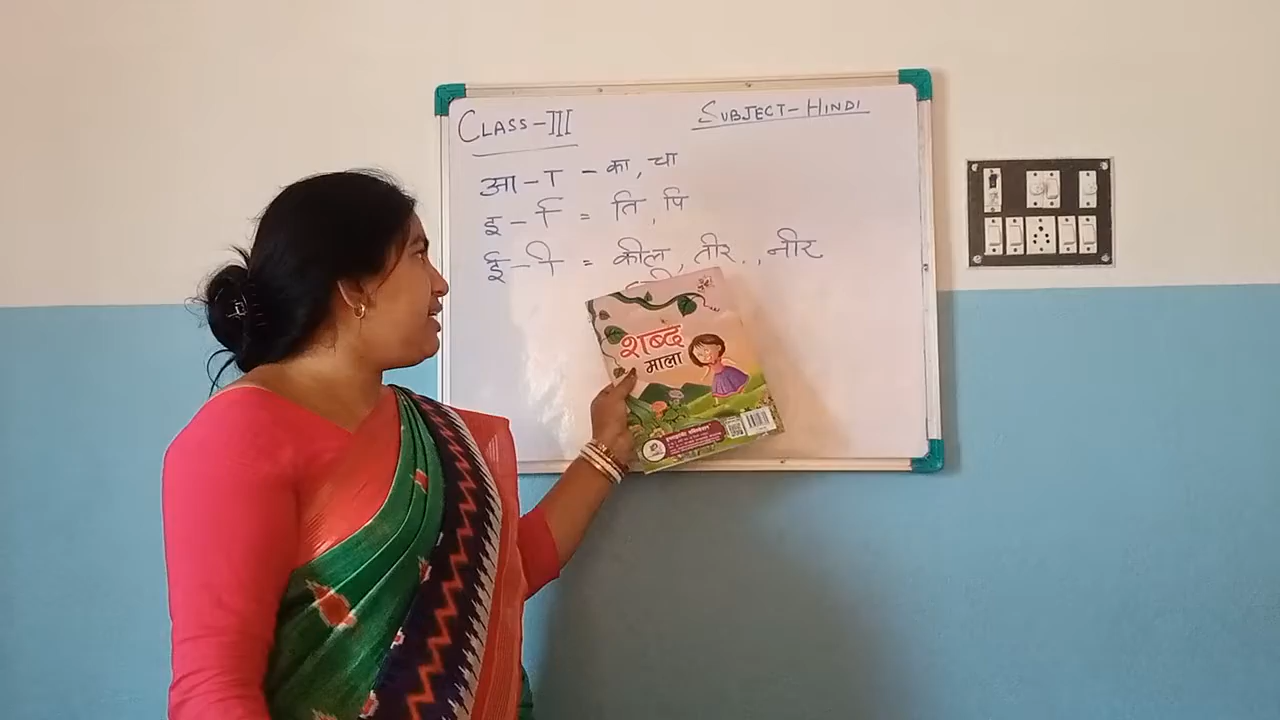 CLASS-III
SUBJECT-HINDI
आ - ा - का, चा
इ - ि = ति, पि
ई - ी = कील, तीर, , नीर
शब्द
माला